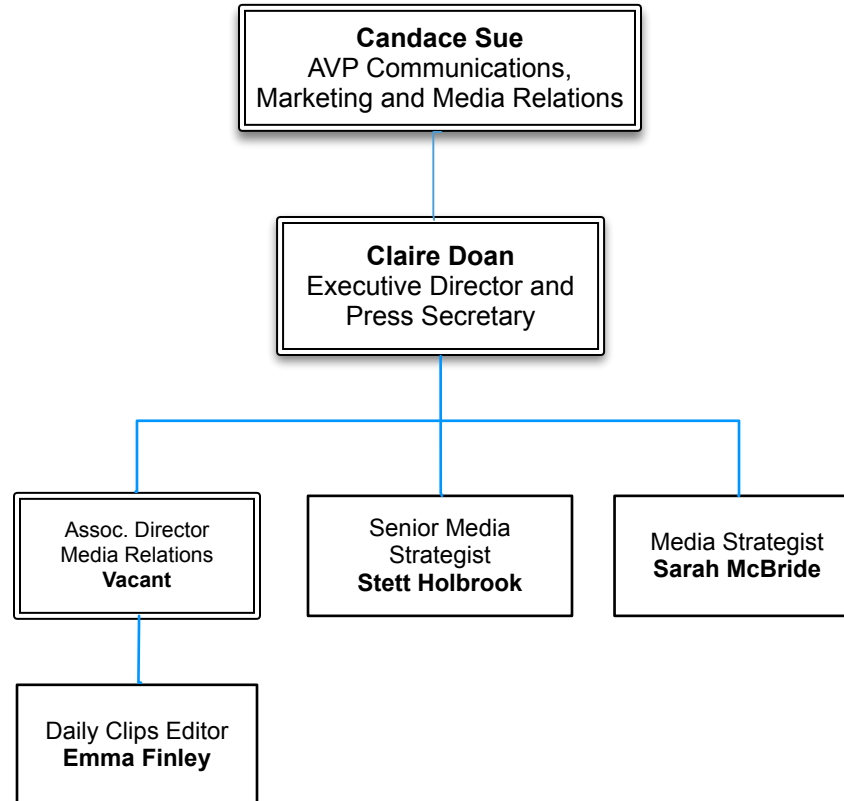 Candace Sue
AVP Communications,
Marketing and Media Relations
Claire Doan
Executive Director and
Press Secretary
Assoc. Director
Media Relations
Vacant
Senior Media
Strategist
Stett Holbrook
Media Strategist
Sarah McBride
Daily Clips Editor
Emma Finley